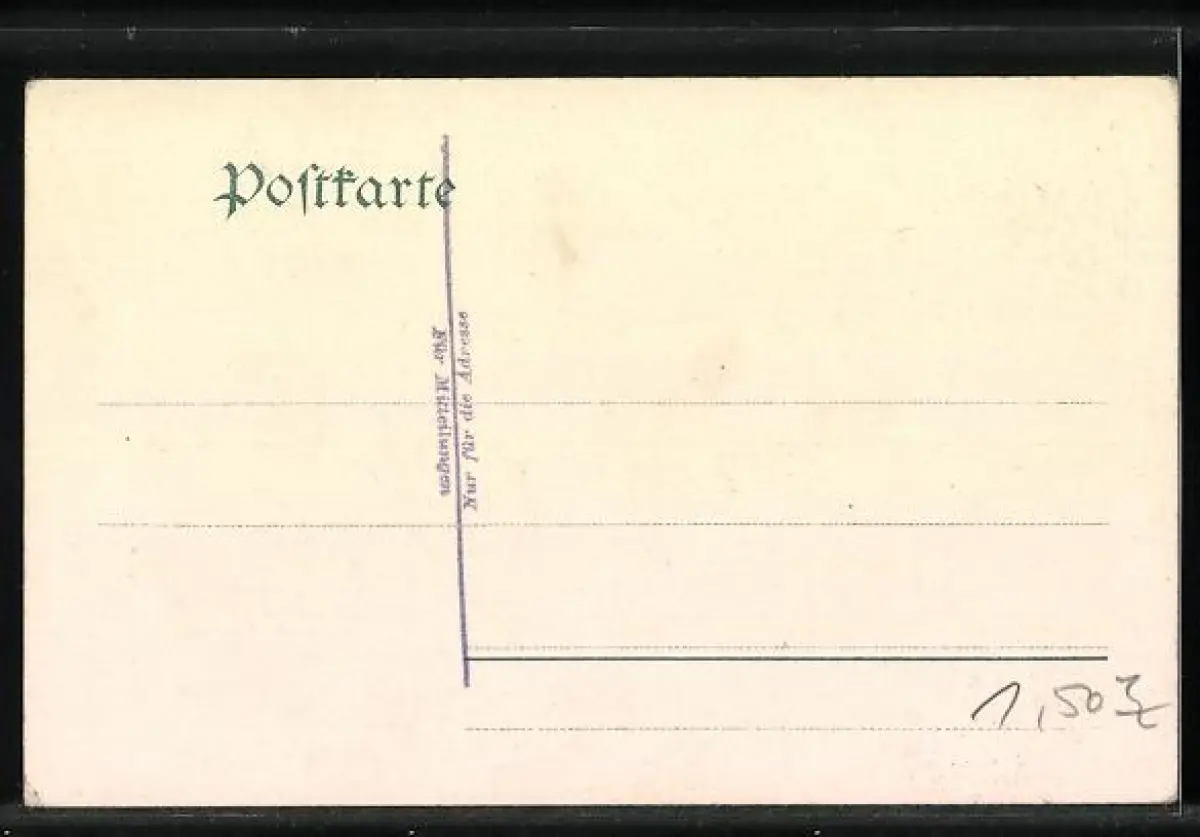 Poſtkarte
Für Mitteilungen
Nur für die Adresse
1,50